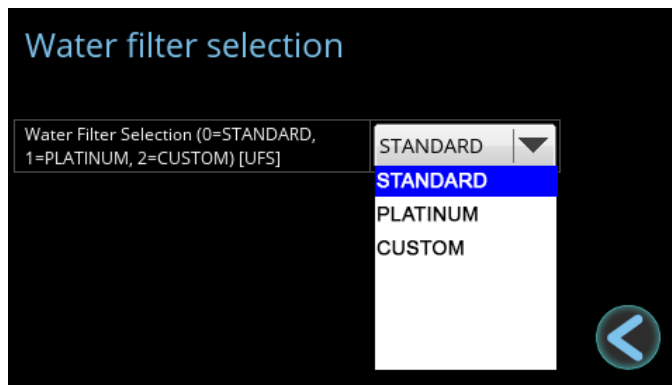 Water filter selection
Water Filter Selection (0=STANDARD,
1=PLATINUM, 2=CUSTOM) [UFS]
STANDARD
STANDARD
PLATINUM
CUSTOM